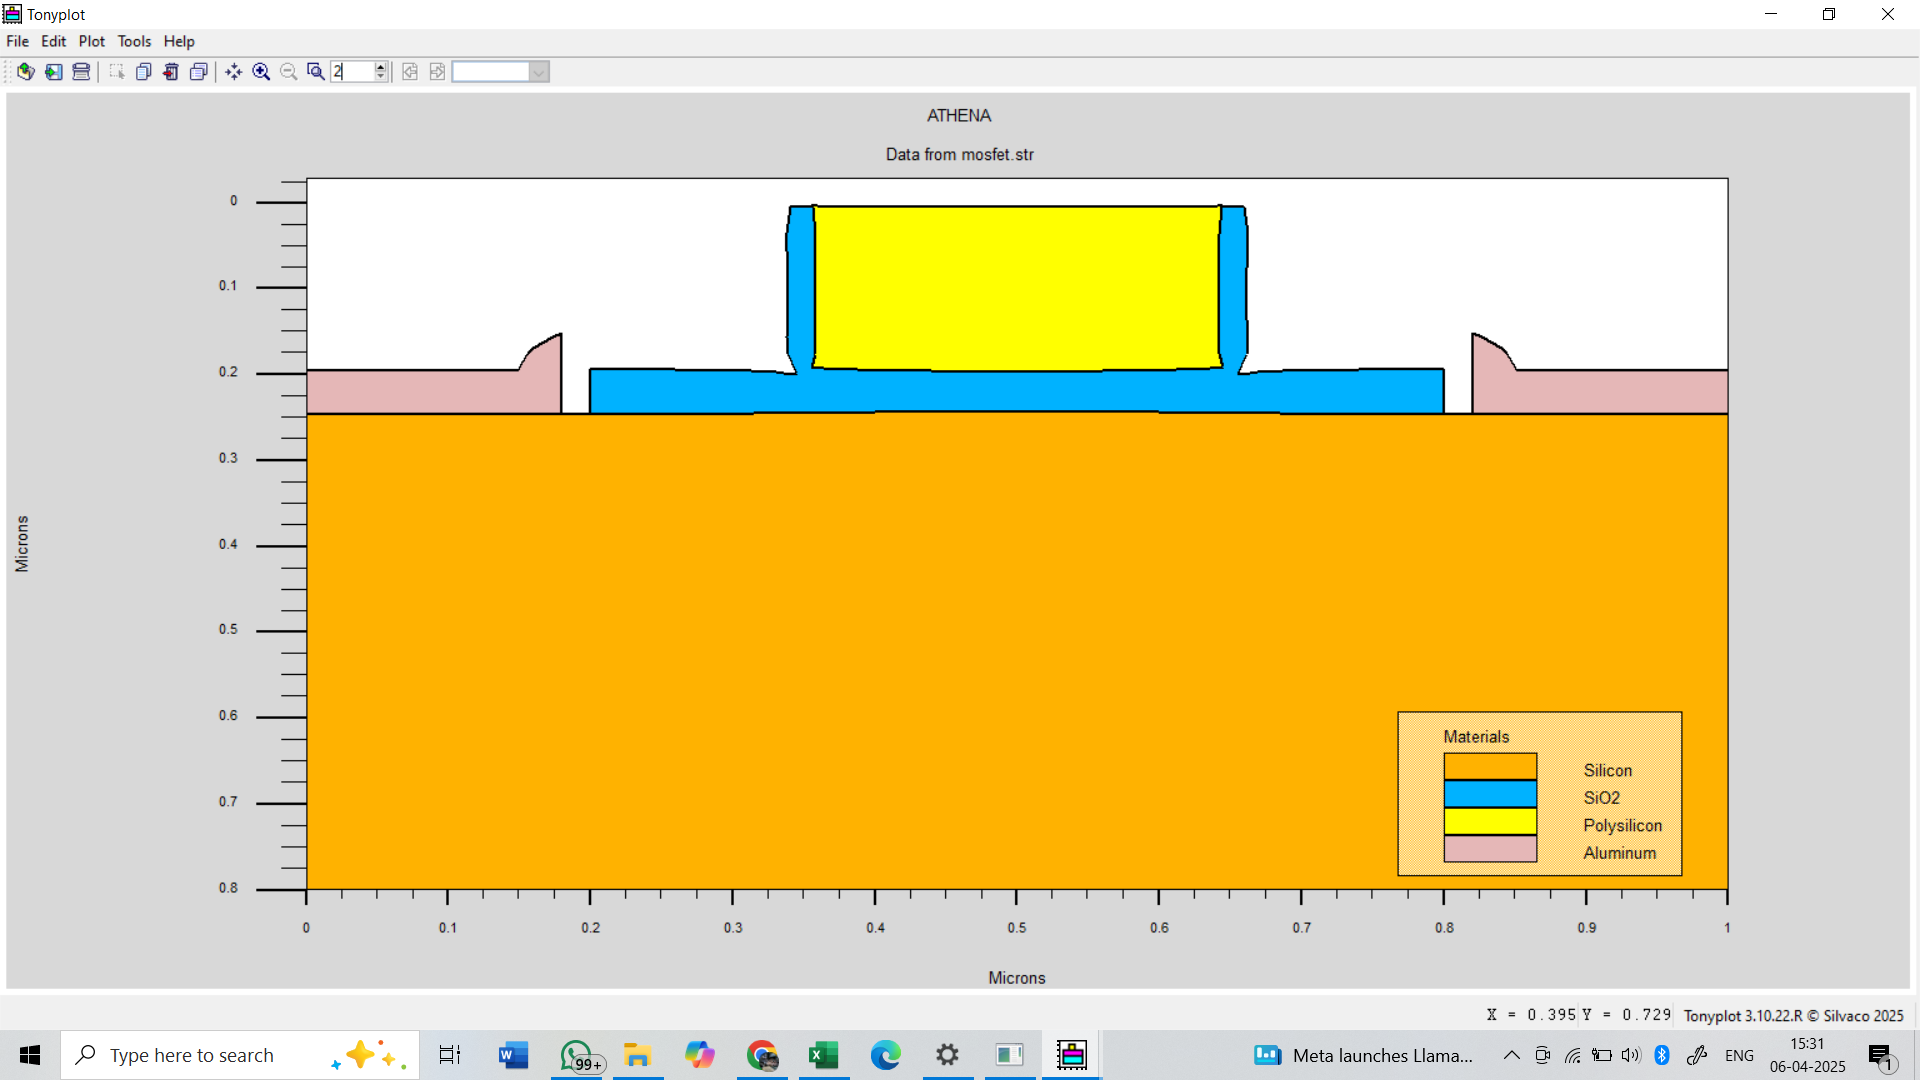 Tonyplot
File Edit Plot Tools Help
2
ATHENA
Data from mosfet.str
0
0.1
0.2
0.3
0.4
0.5
0.6
0.7
0.8
Microns
Materials
Silicon
SiO2
Polysilicon
Aluminum
0 0.1 0.2 0.3 0.4 0.5 0.6 0.7 0.8 0.9 1
Microns
X = 0.395 Y = 0.729 Tonyplot 3.10.22.R © Silvaco 2025
Type here to search
99+
Meta launches Llama...
ENG
15:31
06-04-2025
1